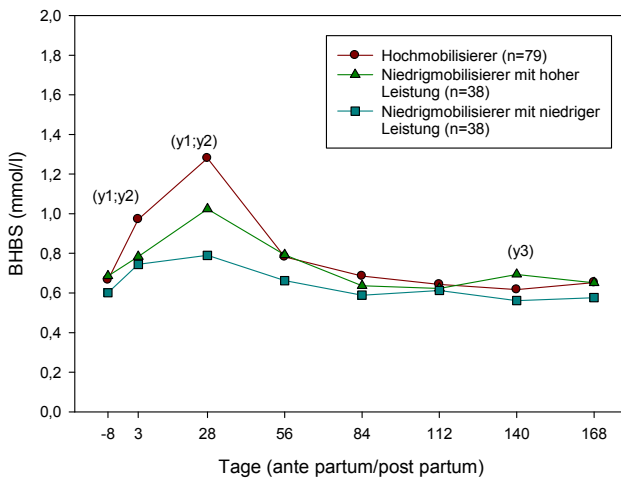 2,0
1,8
1,6
1,4
1,2
1,0
0,8
0,6
0,4
0,2
0,0
BHBS (mmol/l)
Hochmobilisierer (n=79)
Niedrigmobilisierer mit hoher
Leistung (n=38)
Niedrigmobilisierer mit niedriger
Leistung (n=38)
(y1;y2)
(y1;y2)
(y3)
-8 3 28 56 84 112 140 168
Tage (ante partum/post partum)